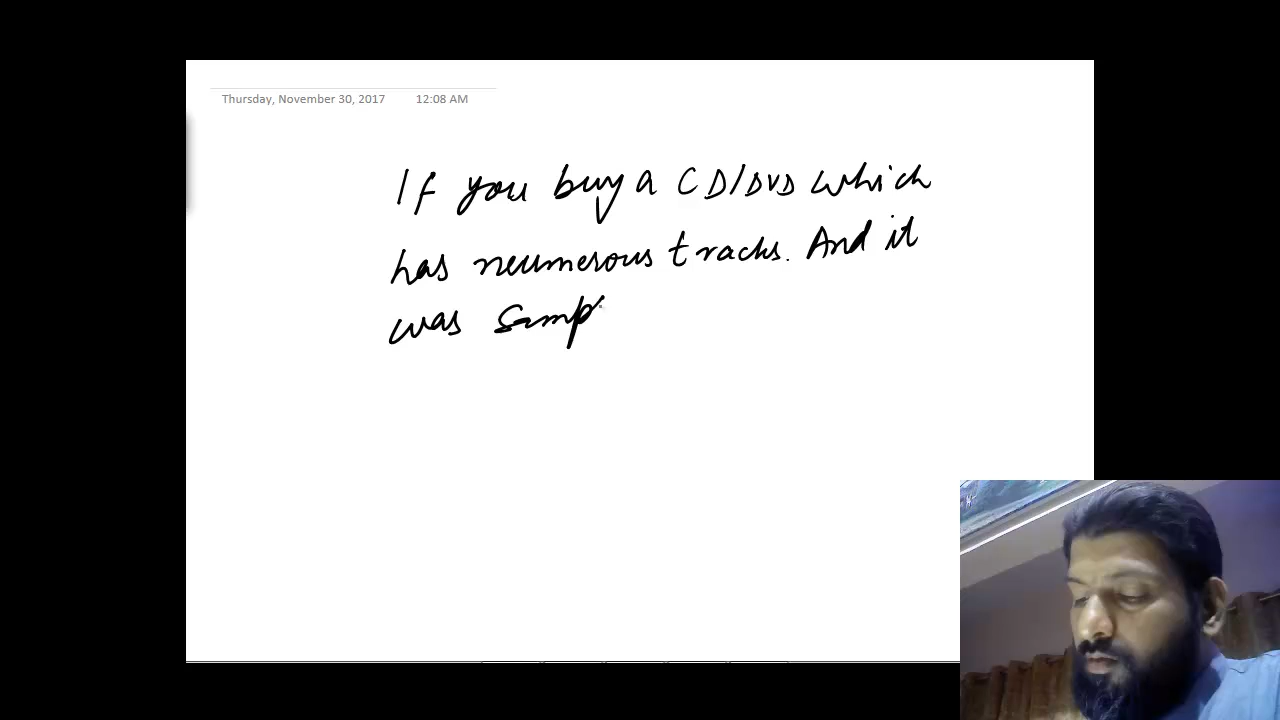 Thursday, November 30, 2017 12:08 AM
If you buy a CD/DVD which
has neumerous tracks. And it
was samp